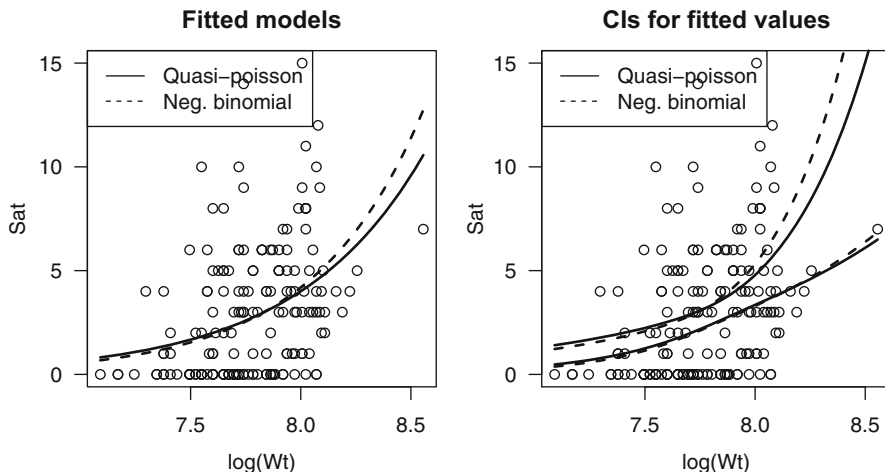 Fitted models
Quasi−poisson
Neg. binomial
15
10
5
0
Sat
7.5
8.0
8.5
log(Wt)
CIs for fitted values
Quasi−poisson
Neg. binomial
15
10
5
0
Sat
7.5
8.0
8.5
log(Wt)